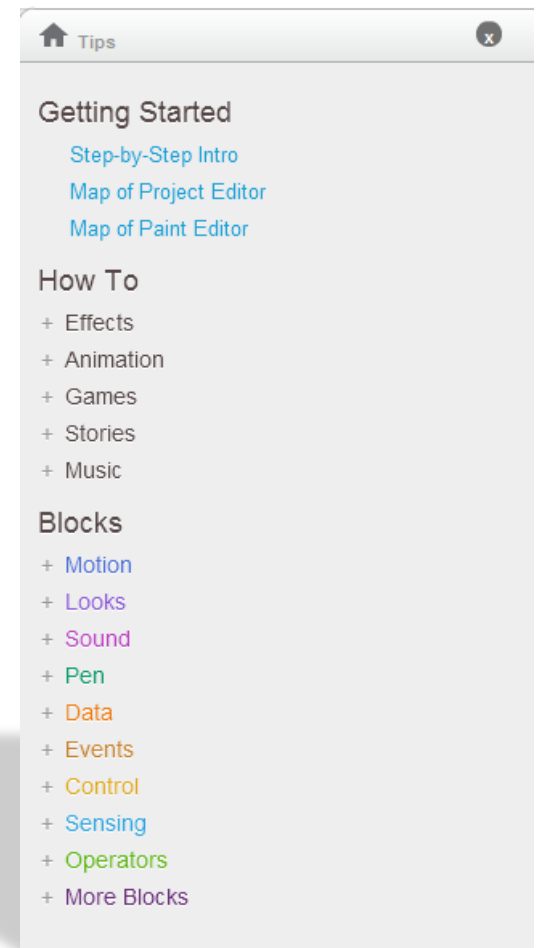 Tips
x
Getting Started
Step-by-Step Intro
Map of Project Editor
Map of Paint Editor
How To
+ Effects
+ Animation
+ Games
+ Stories
+ Music
Blocks
+ Motion
+ Looks
+ Sound
+ Pen
+ Data
+ Events
+ Control
+ Sensing
+ Operators
+ More Blocks